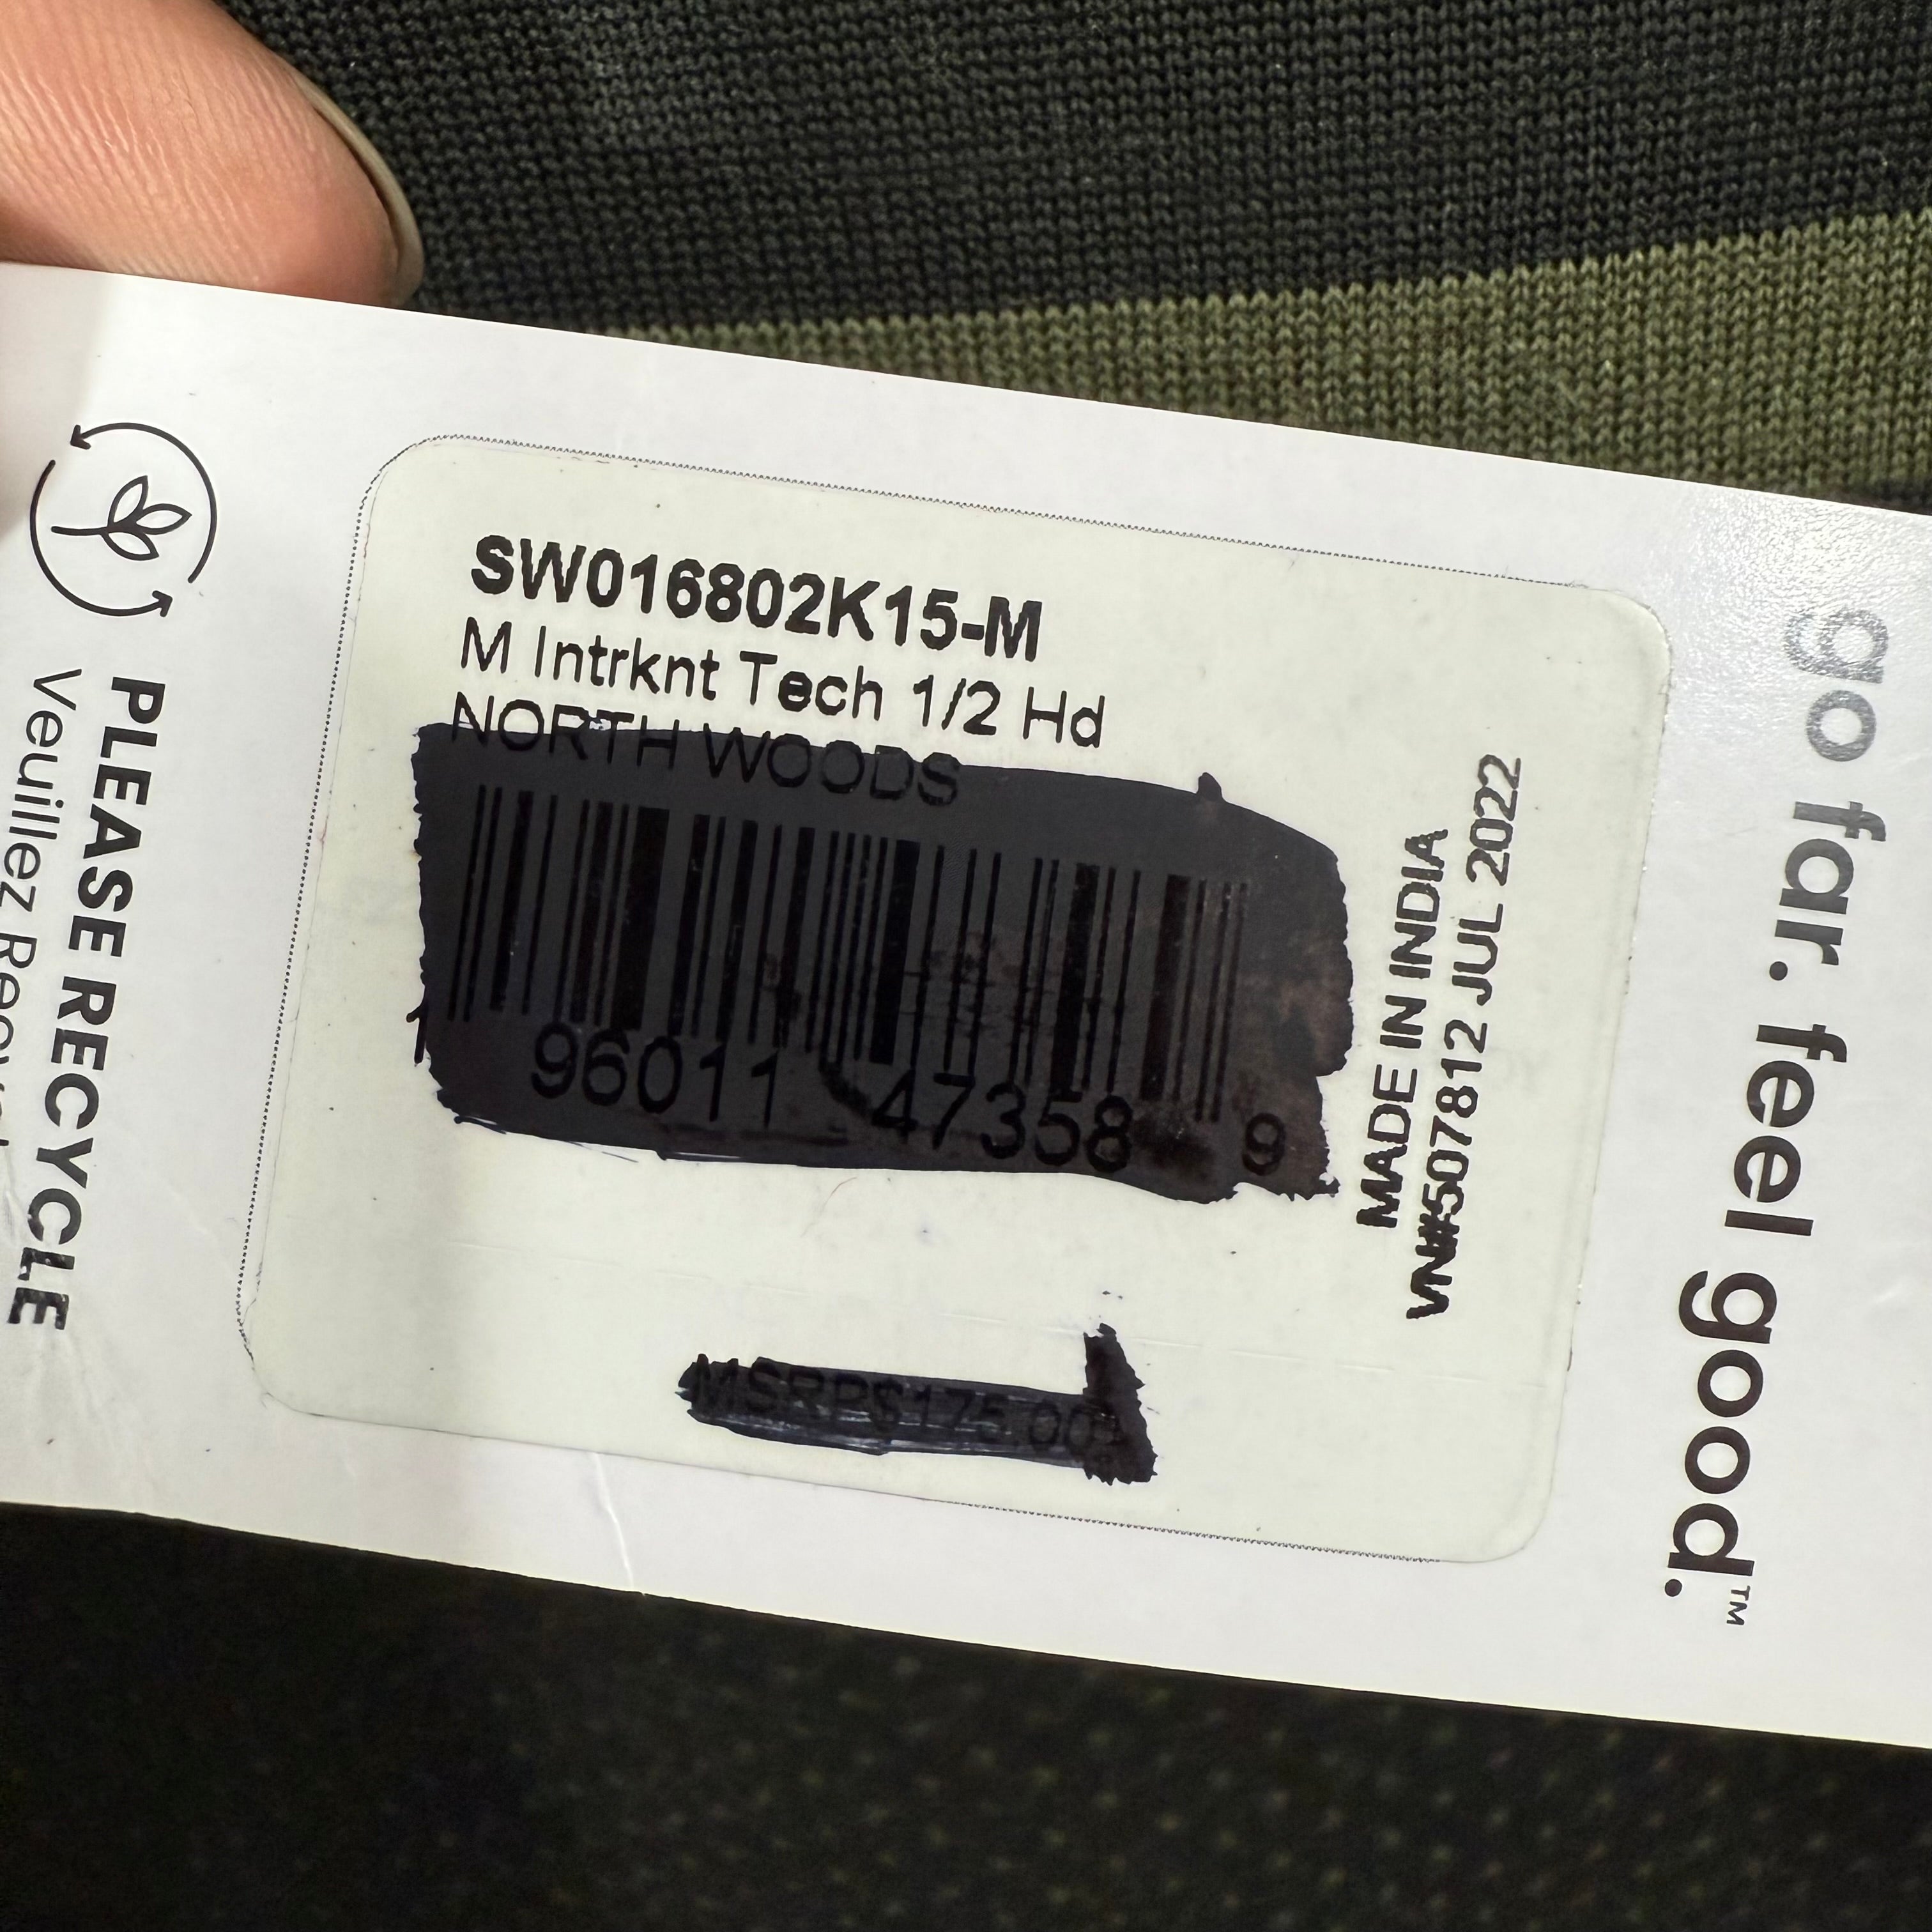 SW016802K15-M
M Intrknt Tech 1/2 Hd
NORTH WOODS
1 96011 47358 9
MSRP$175.00
MADE IN INDIA
VN#507812 JUL 2022
go far. feel good.™
PLEASE RECYCLE
Veuillez